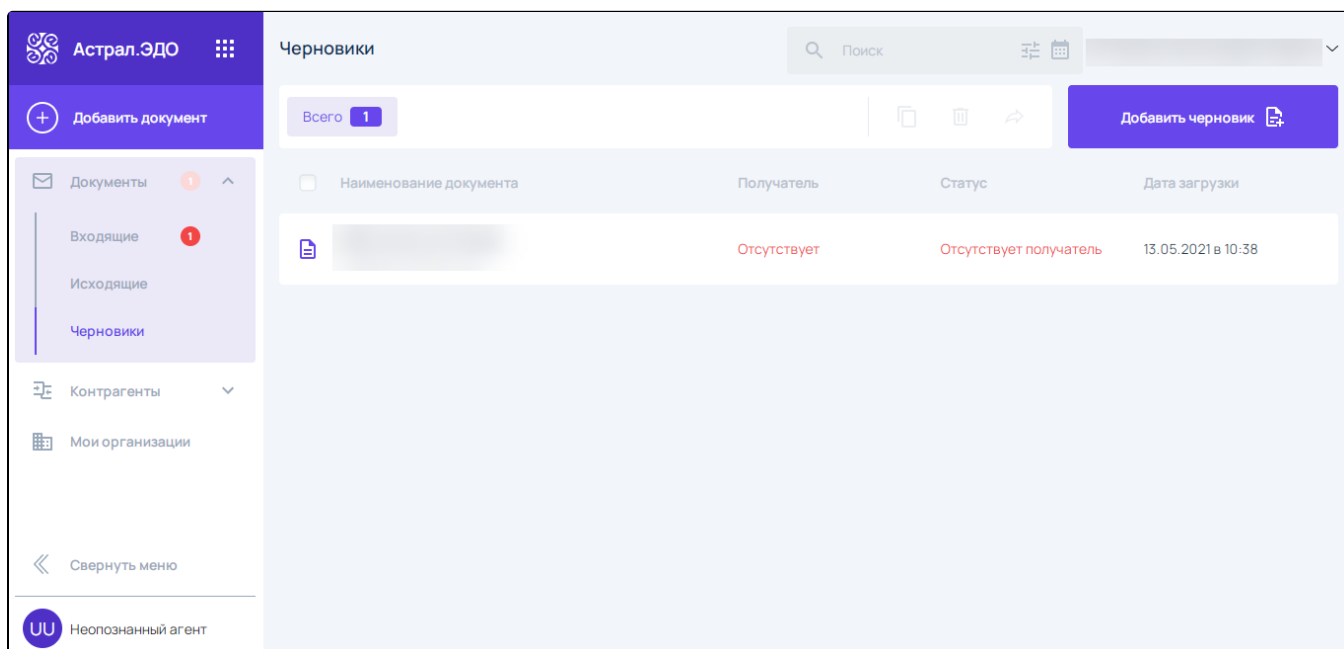 Астрал.ЭДО
Добавить документ
Документы 1
Входящие 1
Исходящие
Черновики
Контрагенты
Мои организации
Свернуть меню
UU Неопознанный агент
Черновики
Поиск
Всего 1
Добавить черновик
Наименование документа Получатель Статус Дата загрузки
Отсутствует Отсутствует получатель 13.05.2021 в 10:38